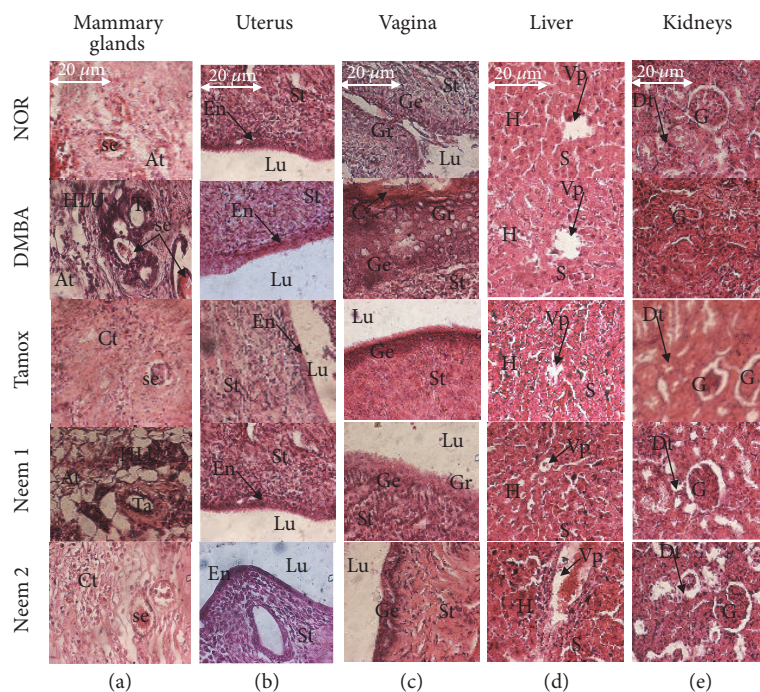 Mammary glands
Uterus
Vagina
Liver
Kidneys
NOR
20 μm
se
At
20 μm
St
En
Lu
20 μm
St
Ge
Gr
Lu
20 μm
Vp
H
S
20 μm
Dt
G
DMBA
HLU
Ta
se
At
St
En
Lu
C
Gr
Ge
St
Vp
H
S
G
Tamox
Ct
se
En
Lu
St
Lu
Ge
St
Vp
H
S
Dt
G
G
Neem 1
HLU
At
Ta
St
En
Lu
Lu
Ge
Gr
St
Vp
H
S
Dt
G
Neem 2
Ct
se
En
Lu
St
Lu
Ge
St
Vp
H
S
Dt
G
(a)
(b)
(c)
(d)
(e)